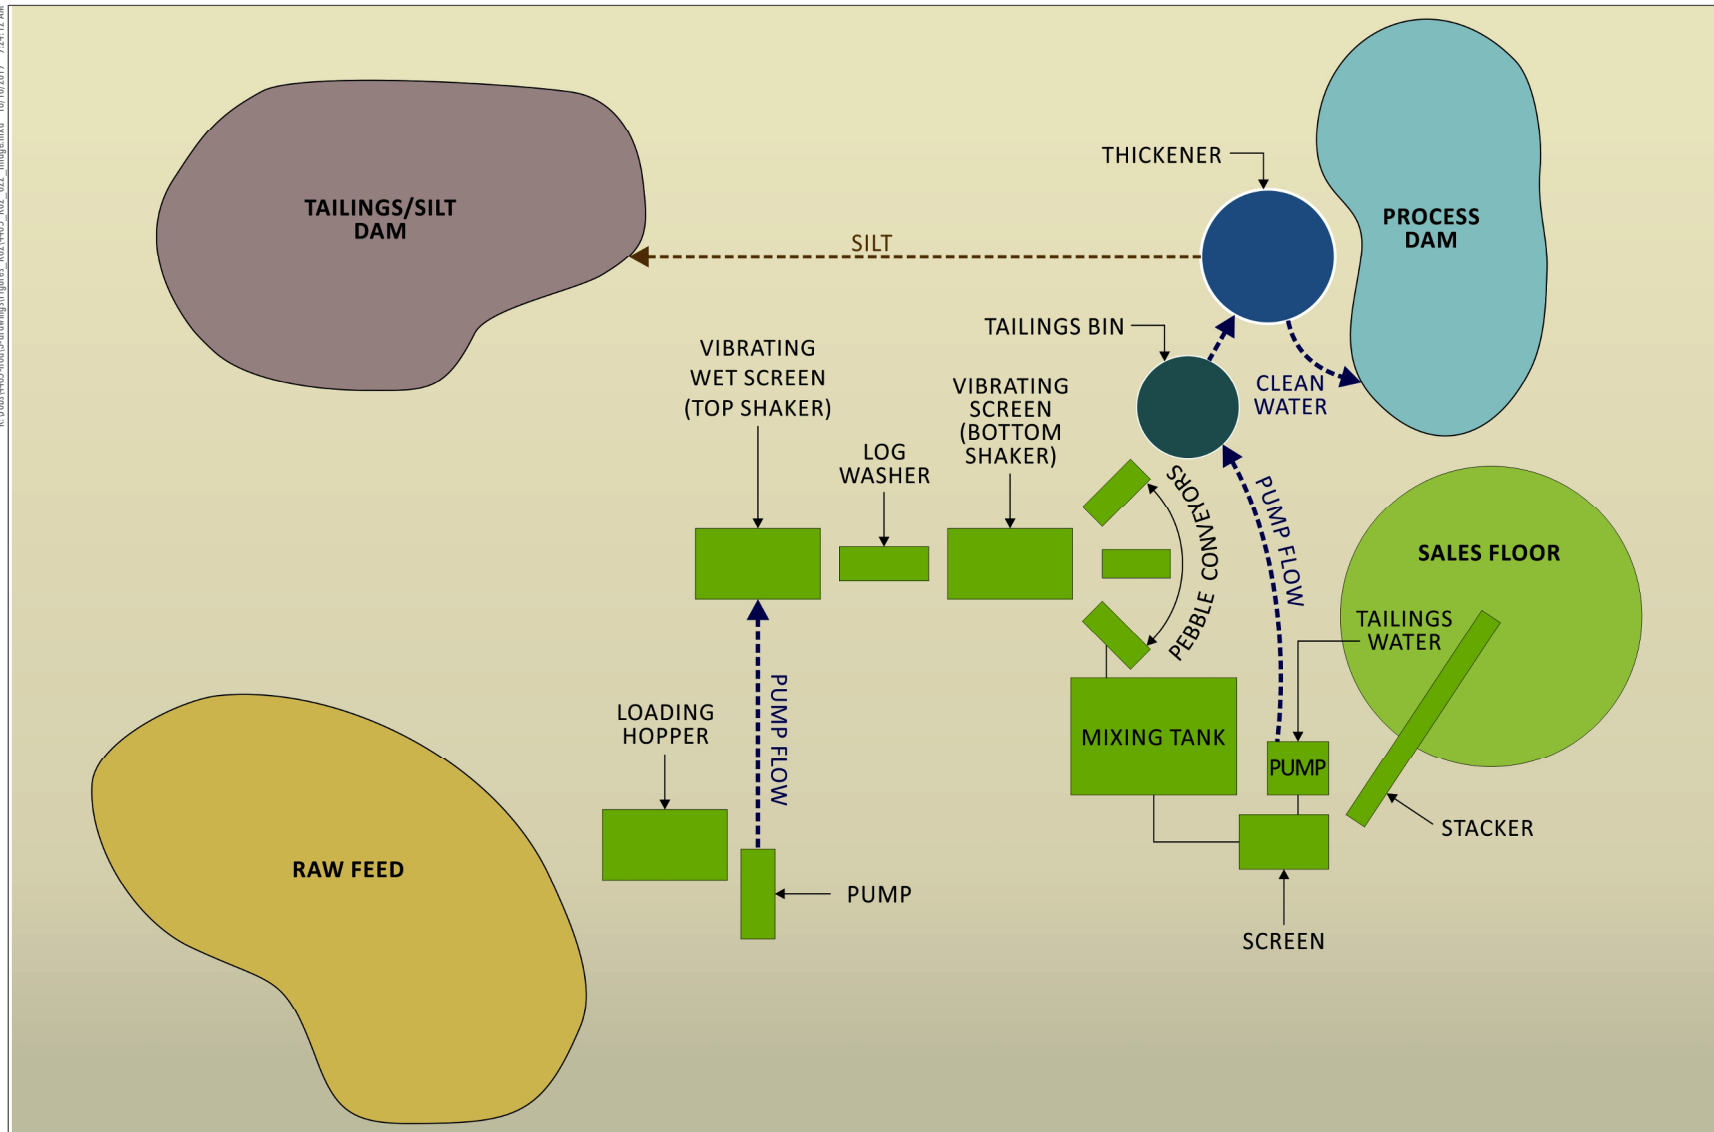 THICKENER
TAILINGS/SILT
DAM
PROCESS
DAM
SILT
TAILINGS BIN
VIBRATING
WET SCREEN
(TOP SHAKER)
VIBRATING
SCREEN
(BOTTOM
SHAKER)
CLEAN
WATER
LOG
WASHER
PEBBLE CONVEYORS
PUMP FLOW
SALES FLOOR
TAILINGS
WATER
PUMP FLOW
LOADING
HOPPER
MIXING TANK
PUMP
STACKER
RAW FEED
PUMP
SCREEN